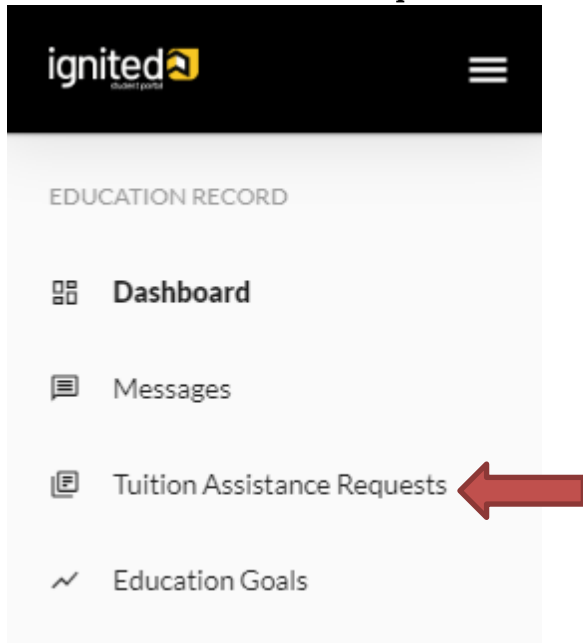 ignited
student portal
EDUCATION RECORD
Dashboard
Messages
Tuition Assistance Requests
Education Goals